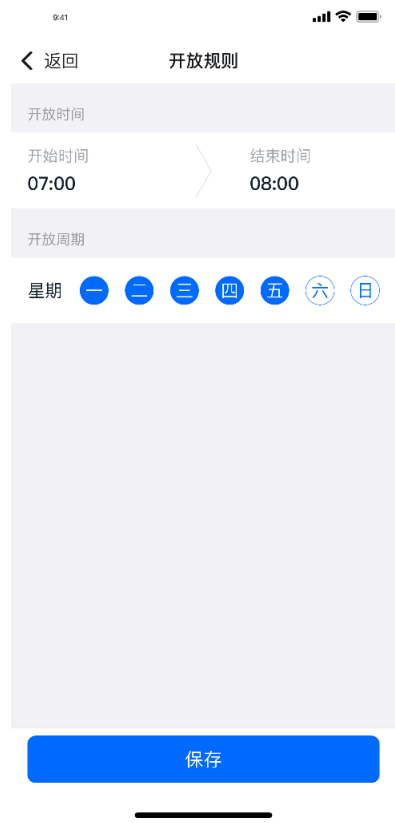 9:41
返回 开放规则
开放时间
开始时间 结束时间
07:00 08:00
开放周期
星期 一 二 三 四 五 六 日
保存